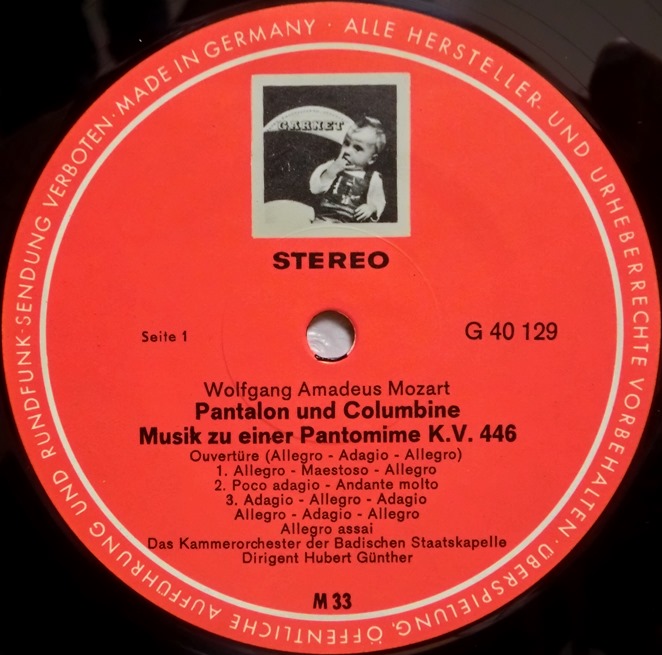 MADE IN GERMANY · ALLE HERSTELLER- UND URHEBERRECHTE VORBEHALTEN · ÜBERSPIELUNG, ÖFFENTLICHE AUFFÜHRUNG UND RUNDFUNK-SENDUNG VERBOTEN ·
GARNET
STEREO
Seite 1
G 40 129
Wolfgang Amadeus Mozart
Pantalon und Columbine
Musik zu einer Pantomime K.V. 446
Ouvertüre (Allegro - Adagio - Allegro)
1. Allegro - Maestoso - Allegro
2. Poco adagio - Andante molto
3. Adagio - Allegro - Adagio
Allegro - Adagio - Allegro
Allegro assai
Das Kammerorchester der Badischen Staatskapelle
Dirigent Hubert Günther
M 33